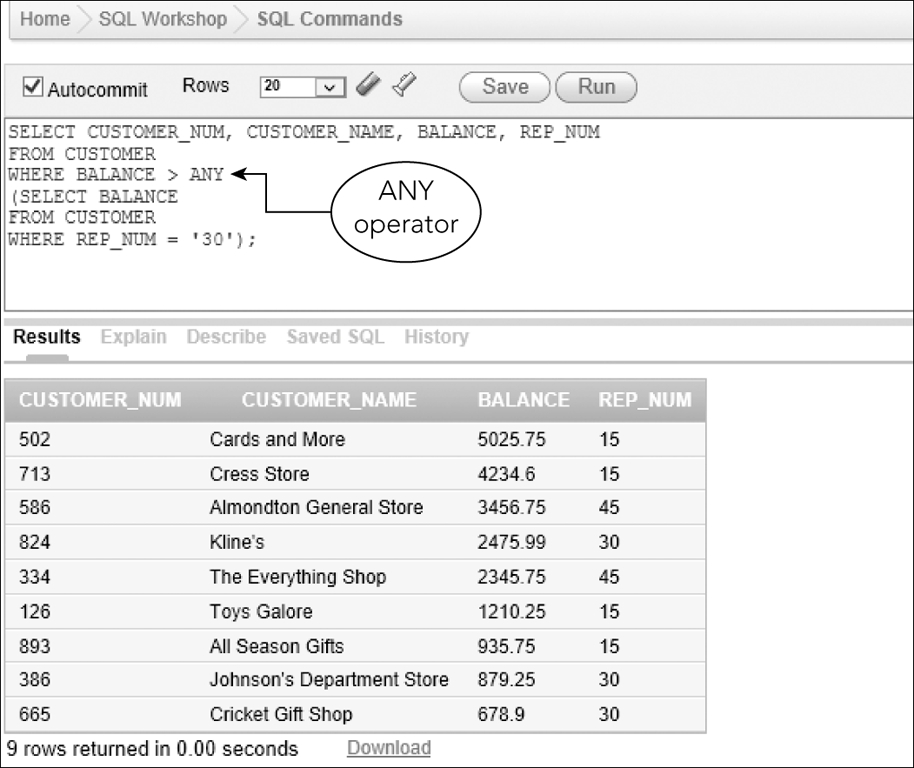 Home SQL Workshop SQL Commands
Autocommit Rows 20 Save Run
SELECT CUSTOMER_NUM, CUSTOMER_NAME, BALANCE, REP_NUM
FROM CUSTOMER
WHERE BALANCE > ANY
(SELECT BALANCE
FROM CUSTOMER
WHERE REP_NUM = '30');
ANY
operator
Results Explain Describe Saved SQL History
CUSTOMER_NUM CUSTOMER_NAME BALANCE REP_NUM
502 Cards and More 5025.75 15
713 Cress Store 4234.6 15
586 Almondton General Store 3456.75 45
824 Kline's 2475.99 30
334 The Everything Shop 2345.75 45
126 Toys Galore 1210.25 15
893 All Season Gifts 935.75 15
386 Johnson's Department Store 879.25 30
665 Cricket Gift Shop 678.9 30
9 rows returned in 0.00 seconds Download